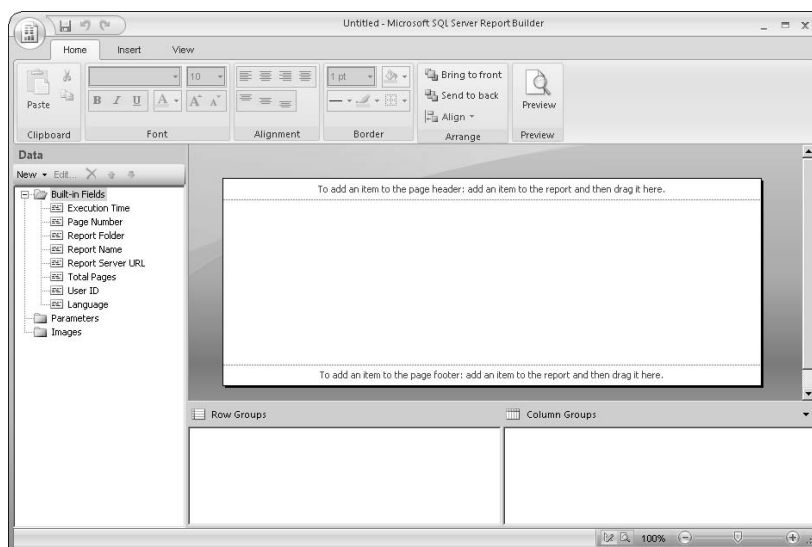 Untitled - Microsoft SQL Server Report Builder
Home Insert View
Paste
Clipboard
10
B I U A A A
Font
Alignment
1 pt
Border
Bring to front
Send to back
Align
Arrange
Preview
Preview
Data
New Edit...
Built-in Fields
Execution Time
Page Number
Report Folder
Report Name
Report Server URL
Total Pages
User ID
Language
Parameters
Images
To add an item to the page header: add an item to the report and then drag it here.
To add an item to the page footer: add an item to the report and then drag it here.
Row Groups
Column Groups
100%